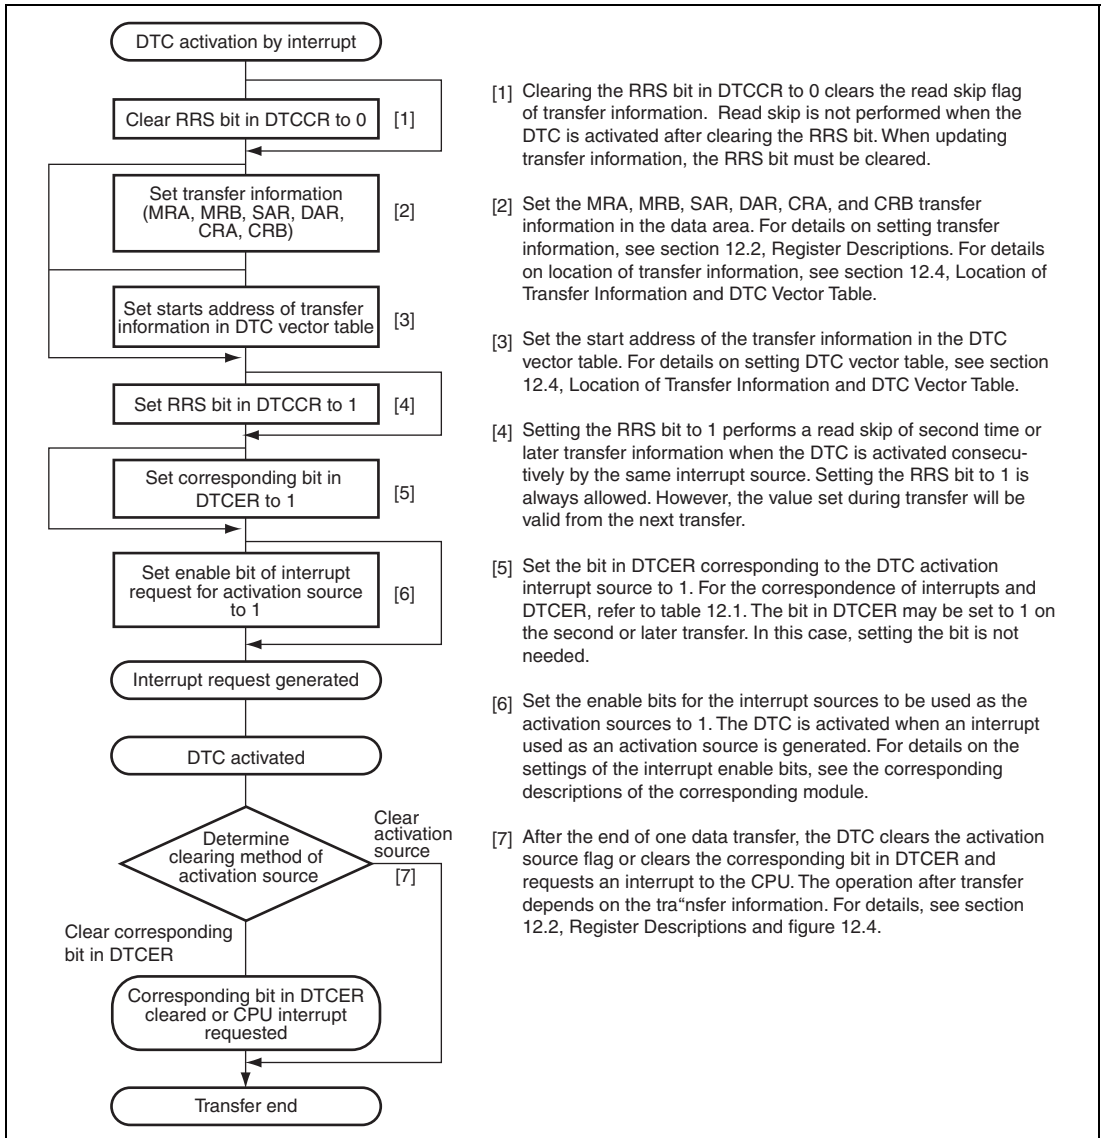 DTC activation by interrupt
Clear RRS bit in DTCCR to 0
[1]
Set transfer information
(MRA, MRB, SAR, DAR,
CRA, CRB)
[2]
Set starts address of transfer
information in DTC vector table
[3]
Set RRS bit in DTCCR to 1
[4]
Set corresponding bit in
DTCER to 1
[5]
Set enable bit of interrupt
request for activation source
to 1
[6]
Interrupt request generated
DTC activated
Determine
clearing method of
activation source
Clear
activation
source
[7]
Clear corresponding
bit in DTCER
Corresponding bit in DTCER
cleared or CPU interrupt
requested
Transfer end
[1] Clearing the RRS bit in DTCCR to 0 clears the read skip flag
of transfer information. Read skip is not performed when the
DTC is activated after clearing the RRS bit. When updating
transfer information, the RRS bit must be cleared.
[2] Set the MRA, MRB, SAR, DAR, CRA, and CRB transfer
information in the data area. For details on setting transfer
information, see section 12.2, Register Descriptions. For details
on location of transfer information, see section 12.4, Location of
Transfer Information and DTC Vector Table.
[3] Set the start address of the transfer information in the DTC
vector table. For details on setting DTC vector table, see section
12.4, Location of Transfer Information and DTC Vector Table.
[4] Setting the RRS bit to 1 performs a read skip of second time or
later transfer information when the DTC is activated consecu-
tively by the same interrupt source. Setting the RRS bit to 1 is
always allowed. However, the value set during transfer will be
valid from the next transfer.
[5] Set the bit in DTCER corresponding to the DTC activation
interrupt source to 1. For the correspondence of interrupts and
DTCER, refer to table 12.1. The bit in DTCER may be set to 1 on
the second or later transfer. In this case, setting the bit is not
needed.
[6] Set the enable bits for the interrupt sources to be used as the
activation sources to 1. The DTC is activated when an interrupt
used as an activation source is generated. For details on the
settings of the interrupt enable bits, see the corresponding
descriptions of the corresponding module.
[7] After the end of one data transfer, the DTC clears the activation
source flag or clears the corresponding bit in DTCER and
requests an interrupt to the CPU. The operation after transfer
depends on the tra“nsfer information. For details, see section
12.2, Register Descriptions and figure 12.4.